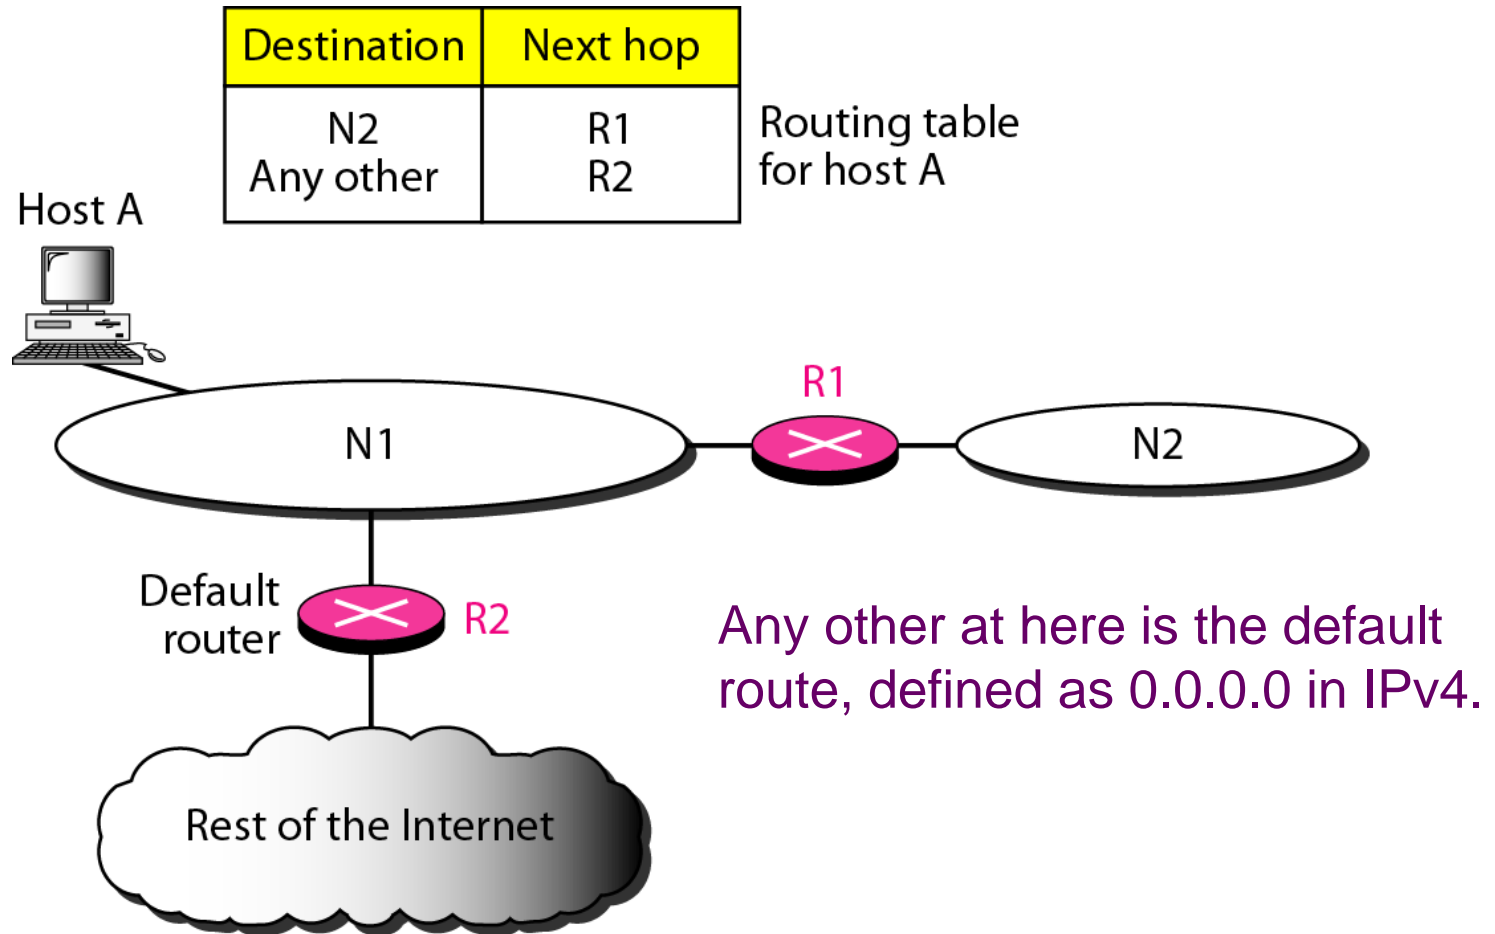 Destination Next hop
N2 R1
Any other R2
Routing table
for host A
Host A
R1
N1
N2
Default
router
R2
Any other at here is the default
route, defined as 0.0.0.0 in IPv4.
Rest of the Internet